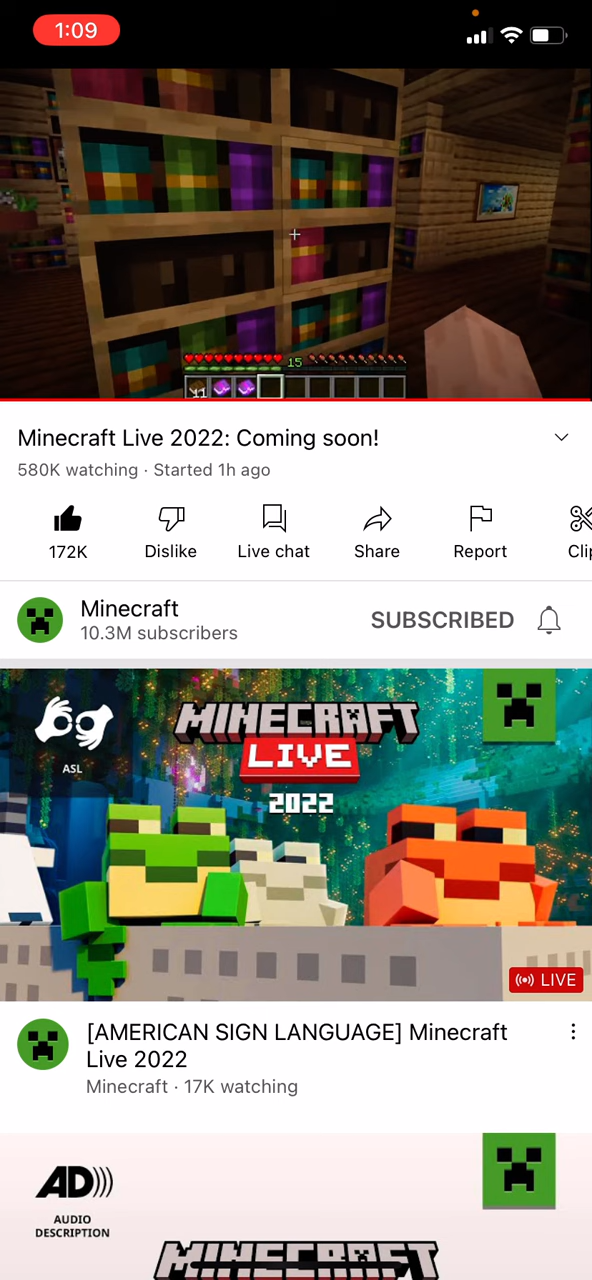 1:09
15
11
Minecraft Live 2022: Coming soon!
580K watching · Started 1h ago
172K
Dislike
Live chat
Share
Report
Clip
Minecraft
10.3M subscribers
SUBSCRIBED
ASL
MINECRAFT
LIVE
2022
LIVE
[AMERICAN SIGN LANGUAGE] Minecraft
Live 2022
Minecraft · 17K watching
AD
AUDIO
DESCRIPTION
MINECRAFT